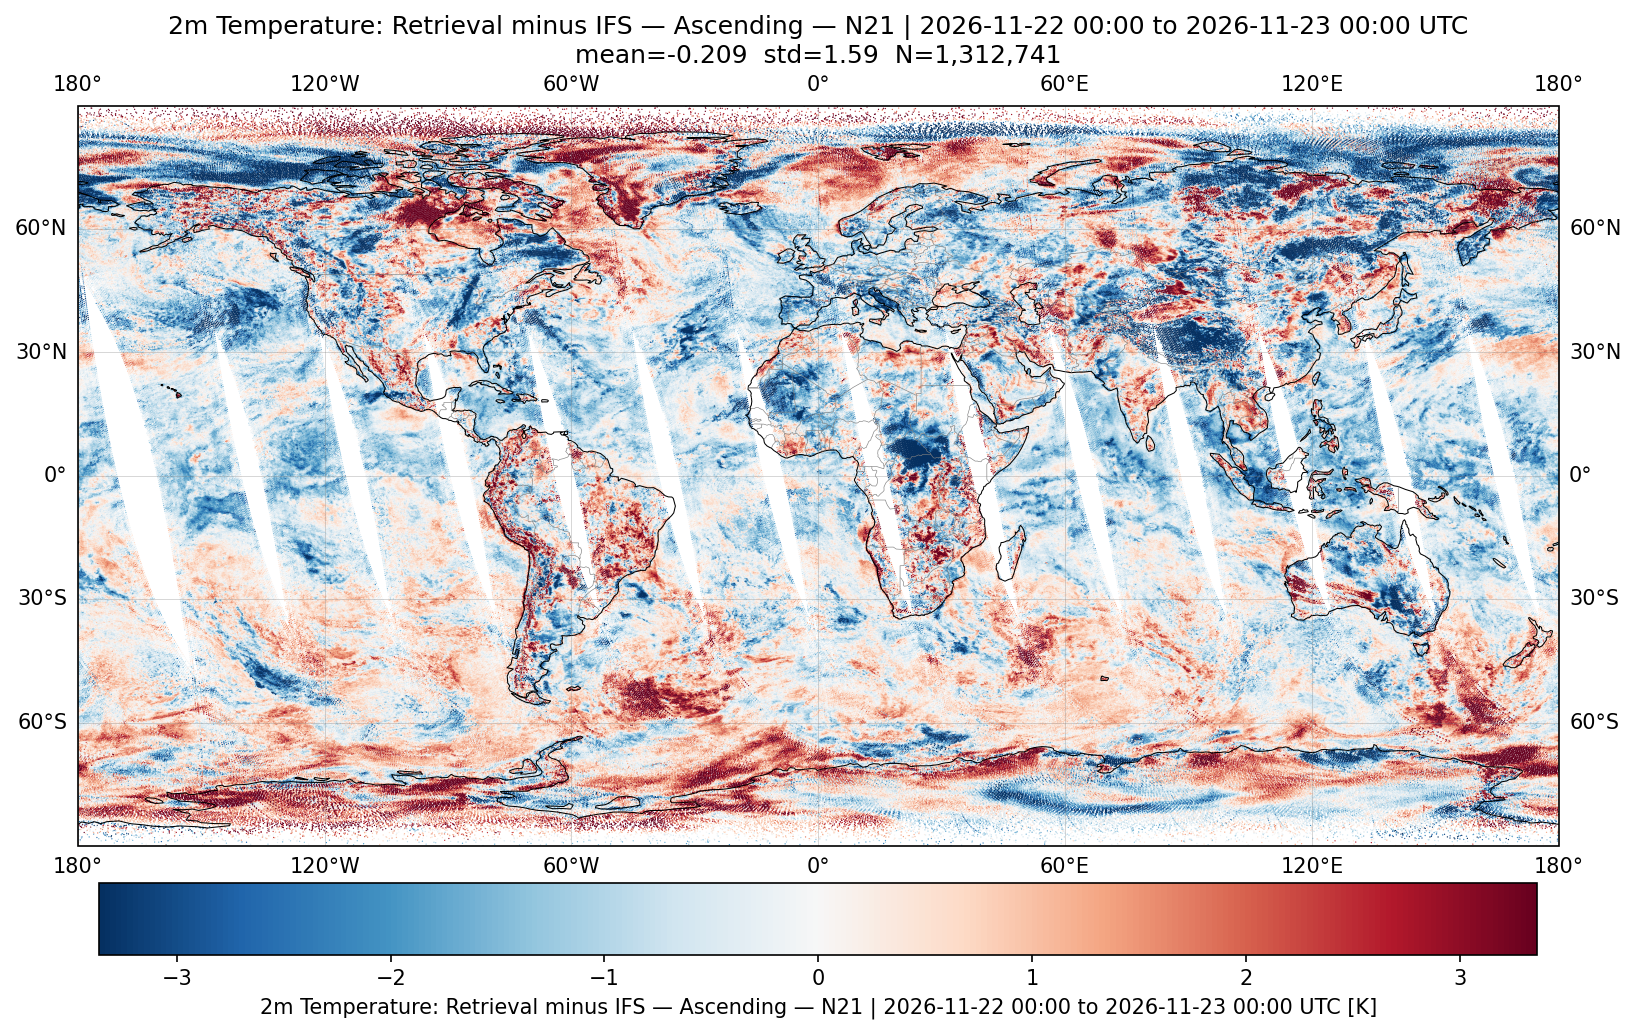 2m Temperature: Retrieval minus IFS — Ascending — N21 | 2026-11-22 00:00 to 2026-11-23 00:00 UTC
mean=-0.209 std=1.59 N=1,312,741
180° 120°W 60°W 0° 60°E 120°E 180°
60°N 60°N
30°N 30°N
0° 0°
30°S 30°S
60°S 60°S
180° 120°W 60°W 0° 60°E 120°E 180°
−3 −2 −1 0 1 2 3
2m Temperature: Retrieval minus IFS — Ascending — N21 | 2026-11-22 00:00 to 2026-11-23 00:00 UTC [K]